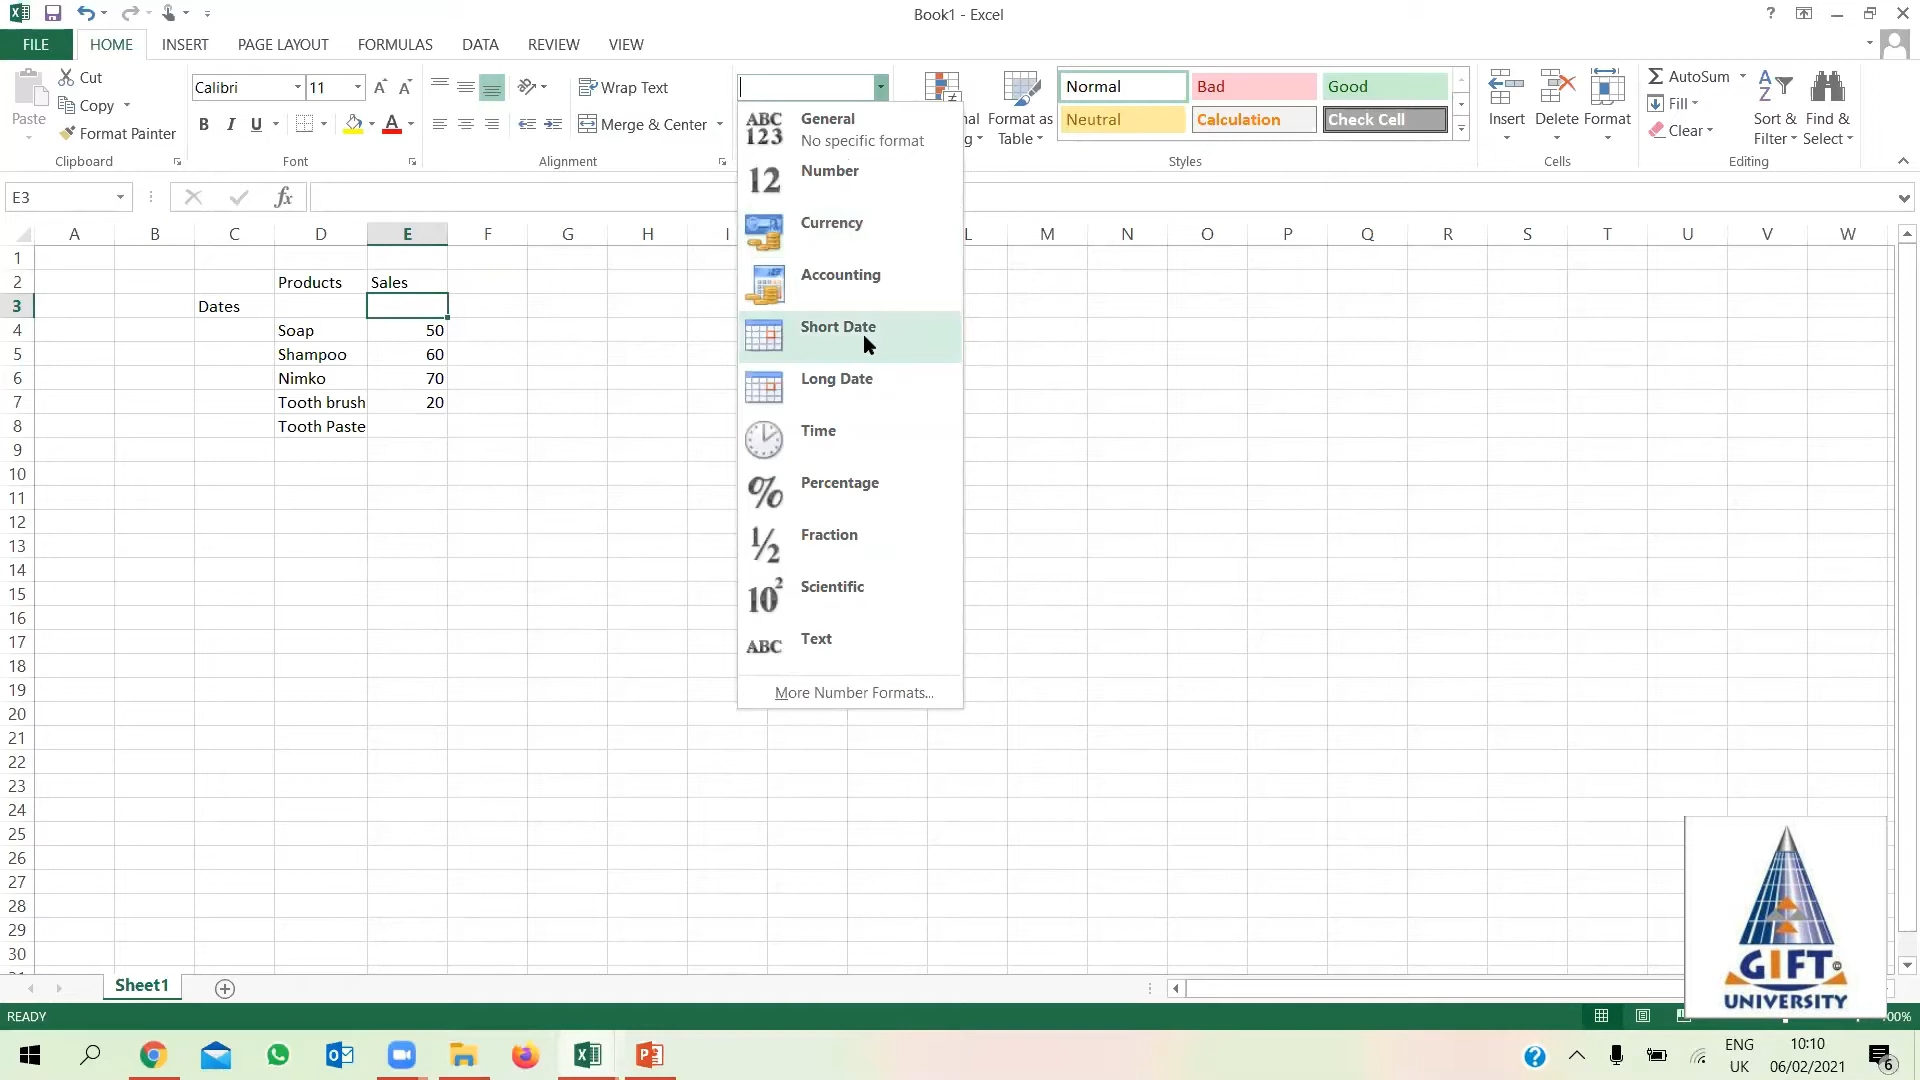 Book1 - Excel
FILE HOME INSERT PAGE LAYOUT FORMULAS DATA REVIEW VIEW
Paste
Cut
Copy
Format Painter
Clipboard
Calibri 11
B I U A
Font
Wrap Text
Merge & Center
Alignment
Format as Table
Normal Bad Good
Neutral Calculation Check Cell
Styles
Insert Delete Format
Cells
AutoSum
Fill
Clear
Sort & Filter
Find & Select
Editing
E3 fx
ABC 123 General
No specific format
12 Number
Currency
Accounting
Short Date
Long Date
Time
% Percentage
1/2 Fraction
10² Scientific
ABC Text
More Number Formats...
A B C D E F G H I L M N O P Q R S T U V W
1
2 Products Sales
3 Dates
4 Soap 50
5 Shampoo 60
6 Nimko 70
7 Tooth brush 20
8 Tooth Paste
9
10
11
12
13
14
15
16
17
18
19
20
21
22
23
24
25
26
27
28
29
30
Sheet1
GIFT
UNIVERSITY
READY
ENG
UK
10:10
06/02/2021
6